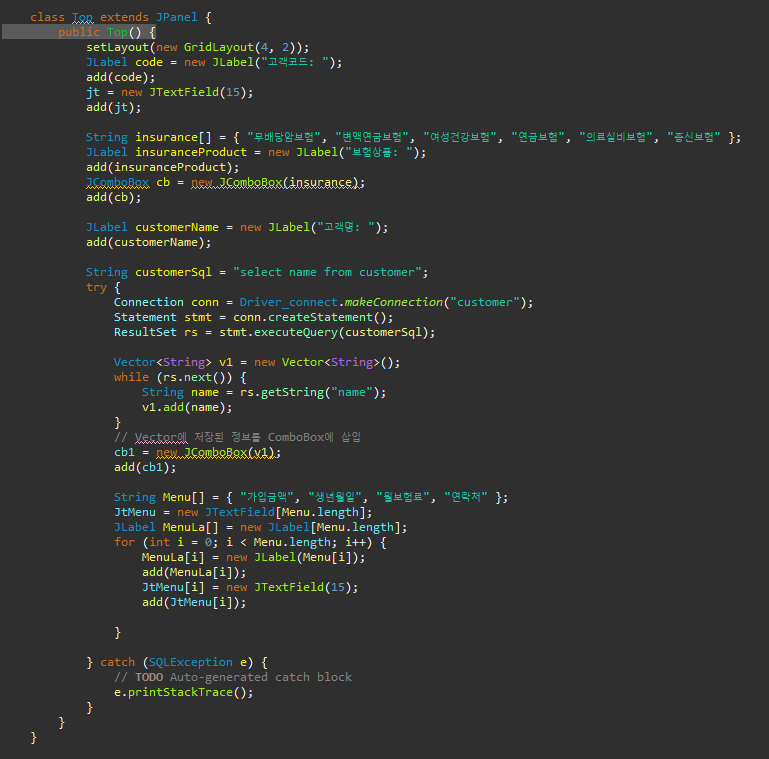 class Top extends JPanel {
public Top() {
setLayout(new GridLayout(4, 2));
JLabel code = new JLabel("고객코드: ");
add(code);
jt = new JTextField(15);
add(jt);
String insurance[] = { "무배당암보험", "변액연금보험", "여성건강보험", "연금보험", "의료실비보험", "종신보험" };
JLabel insuranceProduct = new JLabel("보험상품: ");
add(insuranceProduct);
JComboBox cb = new JComboBox(insurance);
add(cb);
JLabel customerName = new JLabel("고객명: ");
add(customerName);
String customerSql = "select name from customer";
try {
Connection conn = Driver_connect.makeConnection("customer");
Statement stmt = conn.createStatement();
ResultSet rs = stmt.executeQuery(customerSql);
Vector<String> v1 = new Vector<String>();
while (rs.next()) {
String name = rs.getString("name");
v1.add(name);
}
// Vector에 저장된 정보를 ComboBox에 삽입
cb1 = new JComboBox(v1);
add(cb1);
String Menu[] = { "가입금액", "생년월일", "월보험료", "연락처" };
JtMenu = new JTextField[Menu.length];
JLabel MenuLa[] = new JLabel[Menu.length];
for (int i = 0; i < Menu.length; i++) {
MenuLa[i] = new JLabel(Menu[i]);
add(MenuLa[i]);
JtMenu[i] = new JTextField(15);
add(JtMenu[i]);
}
} catch (SQLException e) {
// TODO Auto-generated catch block
e.printStackTrace();
}
}
}